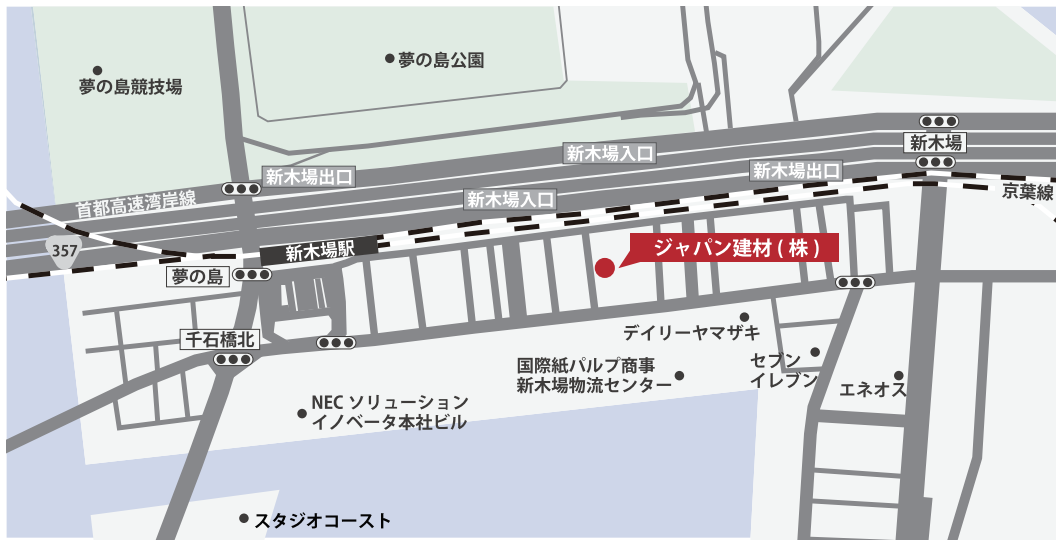 夢の島公園
夢の島競技場
新木場
新木場入口
新木場出口
新木場出口
京葉線
新木場入口
首都高速湾岸線
357
新木場駅
ジャパン建材(株)
夢の島
千石橋北
デイリーヤマザキ
セブン
イレブン
国際紙パルプ商事
新木場物流センター
エネオス
NEC ソリューション
イノベータ本社ビル
スタジオコースト